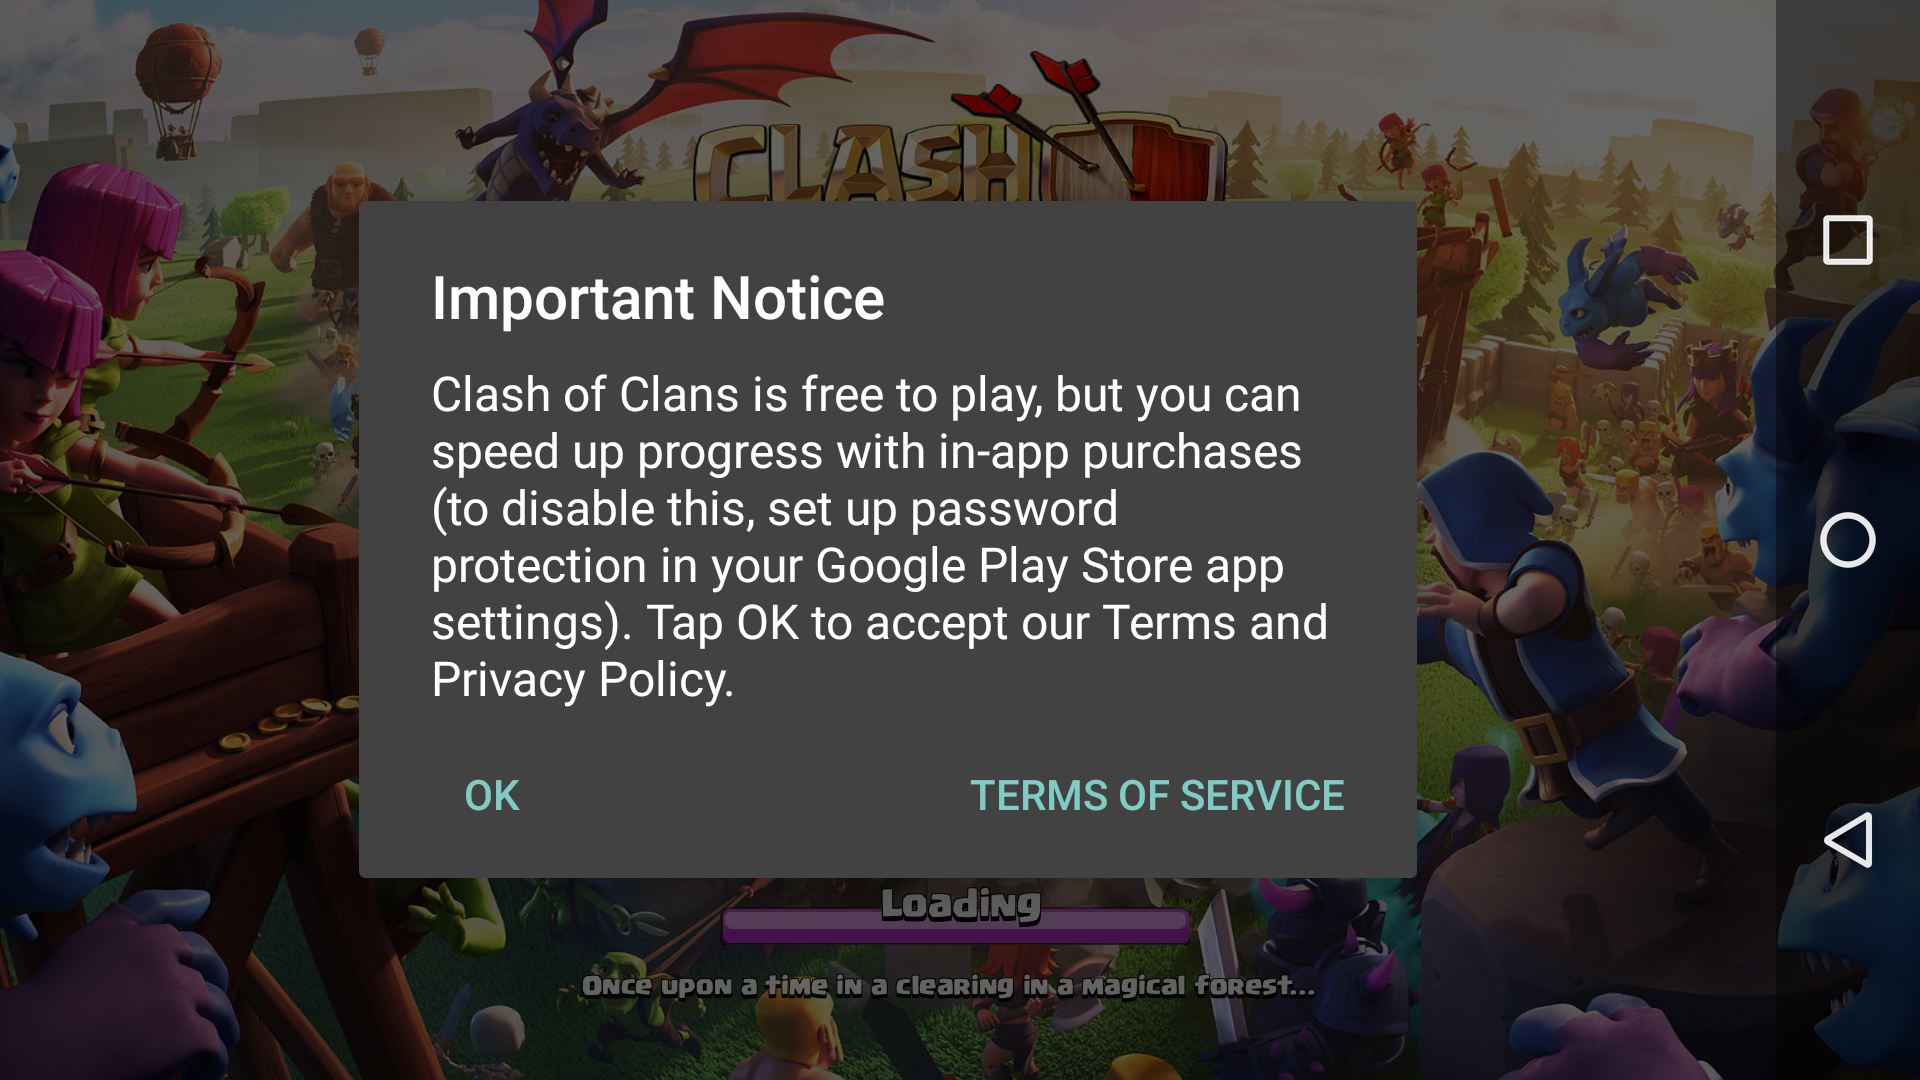 CLASH
Important Notice
Clash of Clans is free to play, but you can
speed up progress with in-app purchases
(to disable this, set up password
protection in your Google Play Store app
settings). Tap OK to accept our Terms and
Privacy Policy.
OK
TERMS OF SERVICE
Loading
Once upon a time in a clearing in a magical forest...